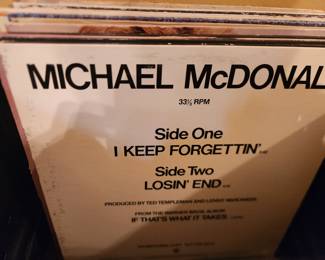 MICHAEL McDONAL
33⅓ RPM
Side One
I KEEP FORGETTIN'
Side Two
LOSIN' END
PRODUCED BY TED TEMPLEMAN AND LENNY WARONKER
FROM THE WARNER BROS. ALBUM
IF THAT'S WHAT IT TAKES